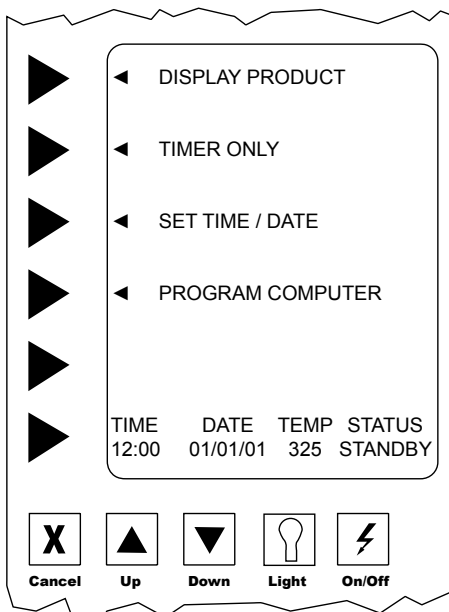 DISPLAY PRODUCT
TIMER ONLY
SET TIME / DATE
PROGRAM COMPUTER
TIME DATE TEMP STATUS
12:00 01/01/01 325 STANDBY
X
Cancel Up Down Light On/Off